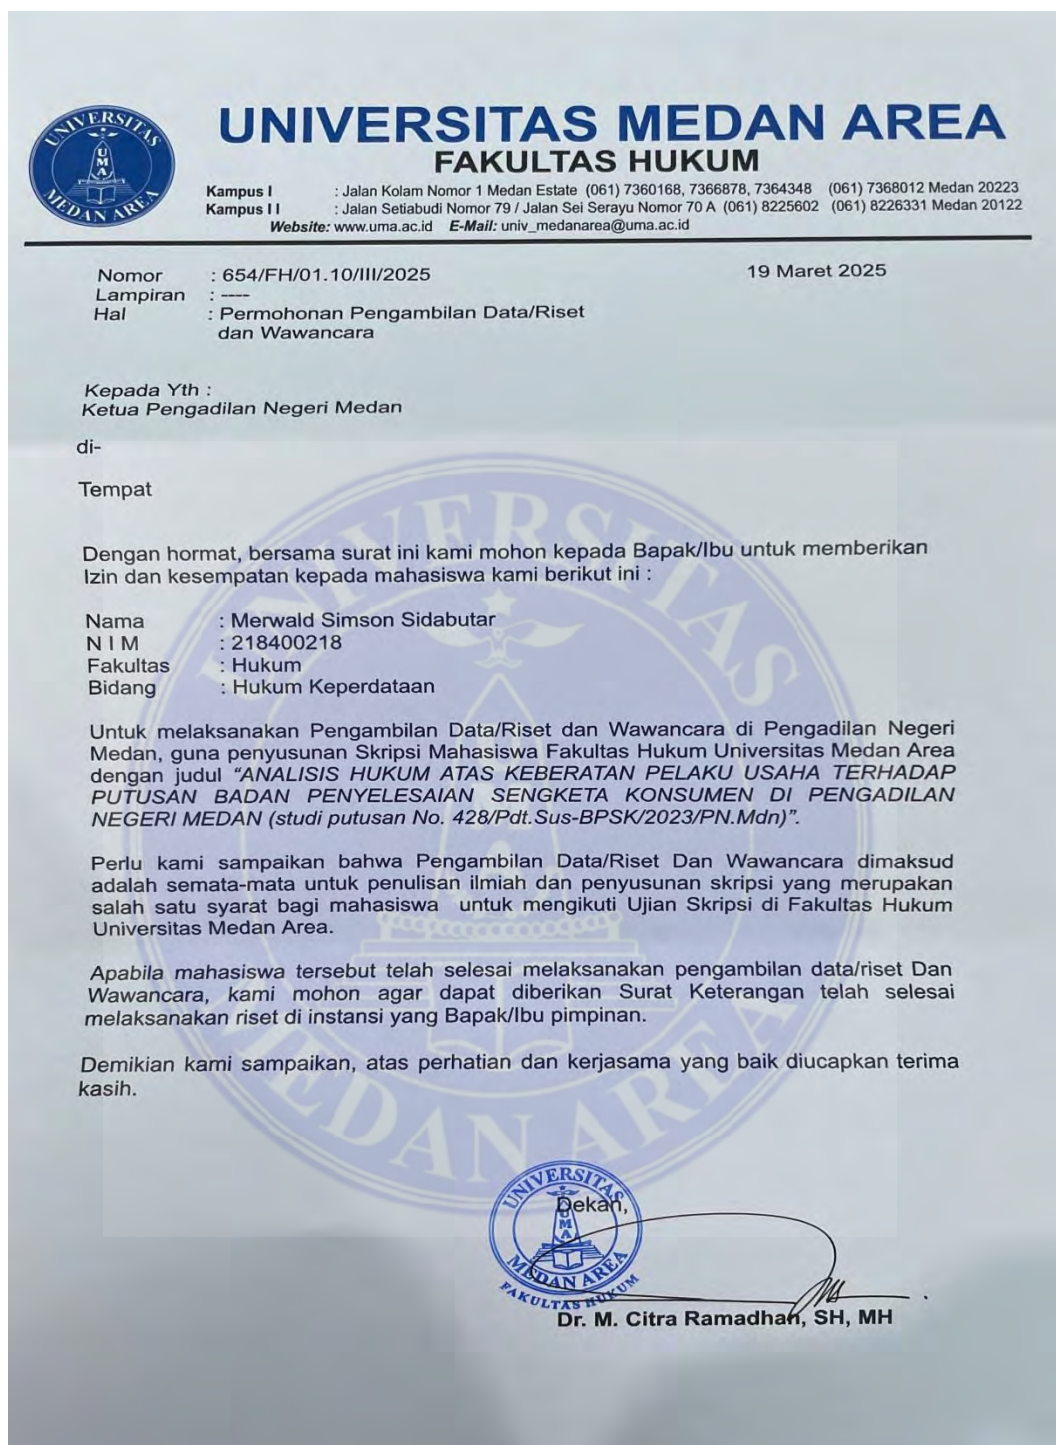 UNIVERSITAS MEDAN AREA
FAKULTAS HUKUM
UNIVERSITAS
UMA
MEDAN AREA
Kampus I : Jalan Kolam Nomor 1 Medan Estate (061) 7360168, 7366878, 7364348 (061) 7368012 Medan 20223
Kampus I I : Jalan Setiabudi Nomor 79 / Jalan Sei Serayu Nomor 70 A (061) 8225602 (061) 8226331 Medan 20122
Website: www.uma.ac.id E-Mail: univ_medanarea@uma.ac.id
Nomor : 654/FH/01.10/III/2025 19 Maret 2025
Lampiran : ----
Hal : Permohonan Pengambilan Data/Riset
dan Wawancara
Kepada Yth :
Ketua Pengadilan Negeri Medan
di-
Tempat
Dengan hormat, bersama surat ini kami mohon kepada Bapak/Ibu untuk memberikan
Izin dan kesempatan kepada mahasiswa kami berikut ini :
Nama : Merwald Simson Sidabutar
N I M : 218400218
Fakultas : Hukum
Bidang : Hukum Keperdataan
Untuk melaksanakan Pengambilan Data/Riset dan Wawancara di Pengadilan Negeri
Medan, guna penyusunan Skripsi Mahasiswa Fakultas Hukum Universitas Medan Area
dengan judul “ANALISIS HUKUM ATAS KEBERATAN PELAKU USAHA TERHADAP
PUTUSAN BADAN PENYELESAIAN SENGKETA KONSUMEN DI PENGADILAN
NEGERI MEDAN (studi putusan No. 428/Pdt.Sus-BPSK/2023/PN.Mdn)”.
Perlu kami sampaikan bahwa Pengambilan Data/Riset Dan Wawancara dimaksud
adalah semata-mata untuk penulisan ilmiah dan penyusunan skripsi yang merupakan
salah satu syarat bagi mahasiswa untuk mengikuti Ujian Skripsi di Fakultas Hukum
Universitas Medan Area.
Apabila mahasiswa tersebut telah selesai melaksanakan pengambilan data/riset Dan
Wawancara, kami mohon agar dapat diberikan Surat Keterangan telah selesai
melaksanakan riset di instansi yang Bapak/Ibu pimpinan.
Demikian kami sampaikan, atas perhatian dan kerjasama yang baik diucapkan terima
kasih.
UNIVERSITAS
MEDAN AREA
Dekan,
UNIVERSITAS
UMA
MEDAN AREA
FAKULTAS HUKUM
Dr. M. Citra Ramadhan, SH, MH